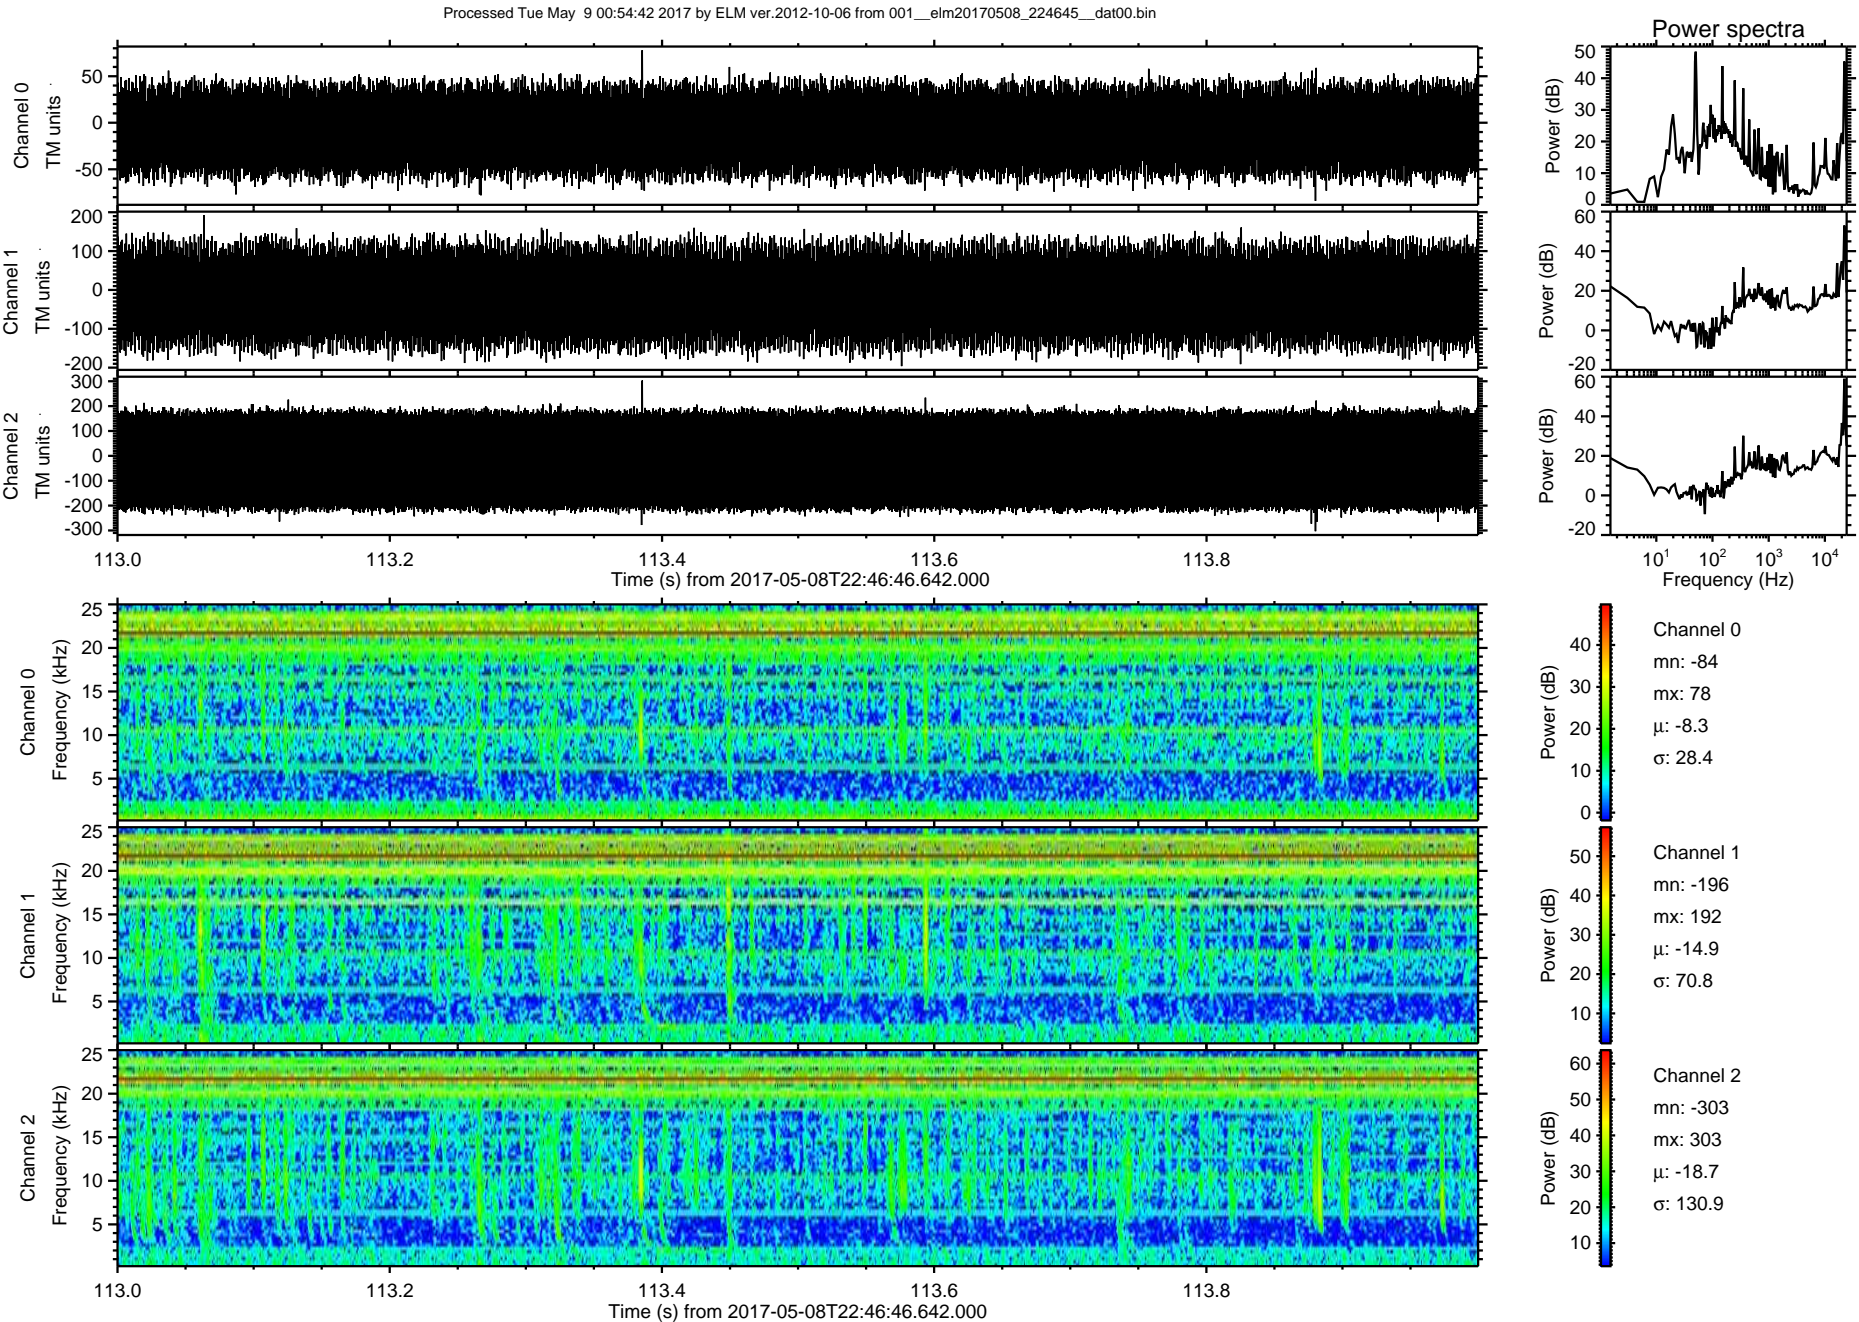 Processed Tue May  9 00:54:42 2017 by ELM ver.2012-10-06 from 001__elm20170508_224645__dat00.bin
Power spectra
Channel 0
TM units
50
0
-50
Power (dB)
50
40
30
20
10
0
Channel 1
TM units
200
100
0
-100
-200
Power (dB)
60
40
20
0
-20
Channel 2
TM units
300
200
100
0
-100
-200
-300
Power (dB)
60
40
20
0
-20
113.0 113.2 113.4 113.6 113.8
Time (s) from 2017-05-08T22:46:46.642.000
10^1 10^2 10^3 10^4
Frequency (Hz)
Channel 0
Frequency (kHz)
25
20
15
10
5
Power (dB)
40
30
20
10
0
Channel 0
mn: -84
mx: 78
µ: -8.3
σ: 28.4
Channel 1
Frequency (kHz)
25
20
15
10
5
Power (dB)
50
40
30
20
10
Channel 1
mn: -196
mx: 192
µ: -14.9
σ: 70.8
Channel 2
Frequency (kHz)
25
20
15
10
5
Power (dB)
60
50
40
30
20
10
Channel 2
mn: -303
mx: 303
µ: -18.7
σ: 130.9
113.0 113.2 113.4 113.6 113.8
Time (s) from 2017-05-08T22:46:46.642.000